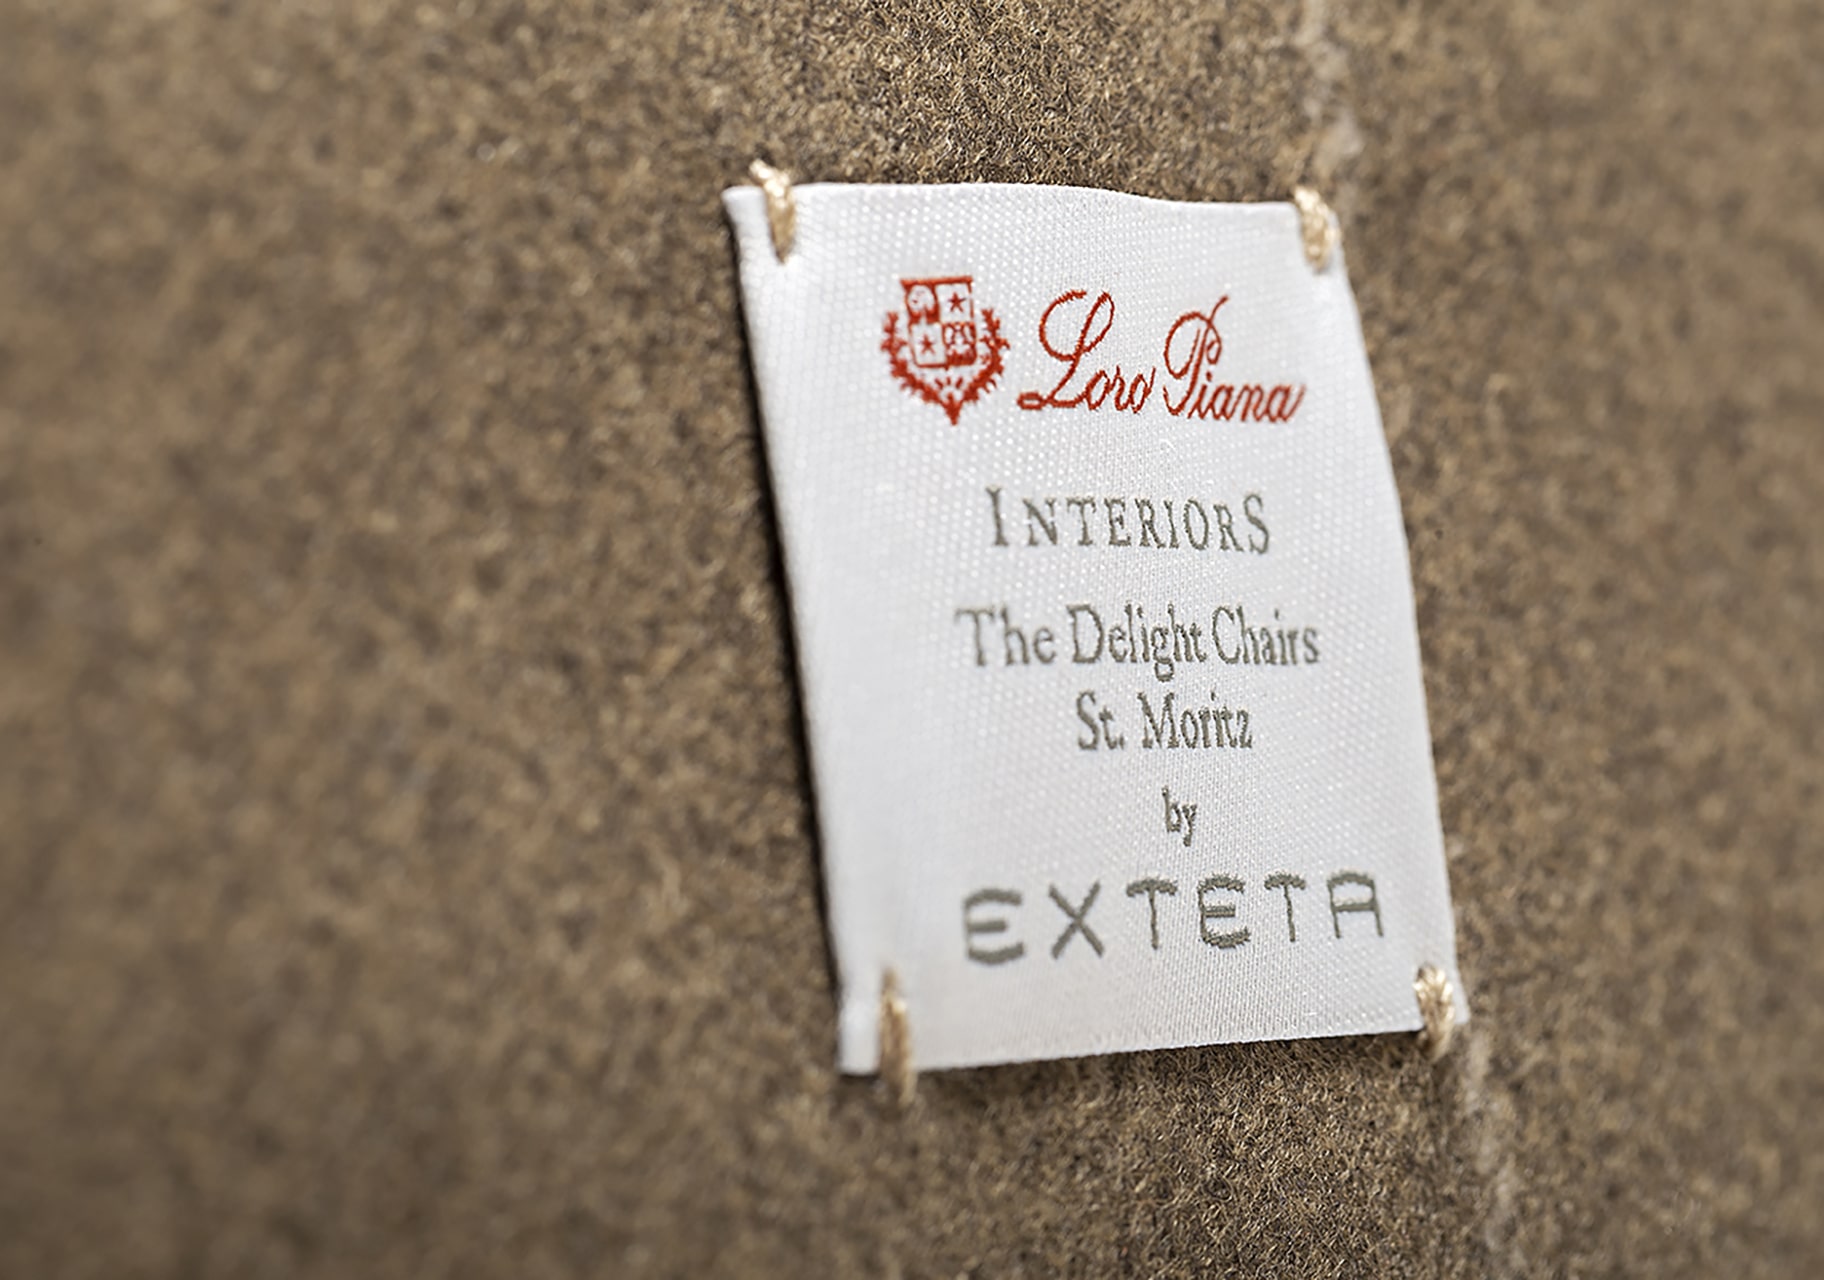 Loro Piana
INTERIORS
The Delight Chairs
St. Moritz
by
EXTETA